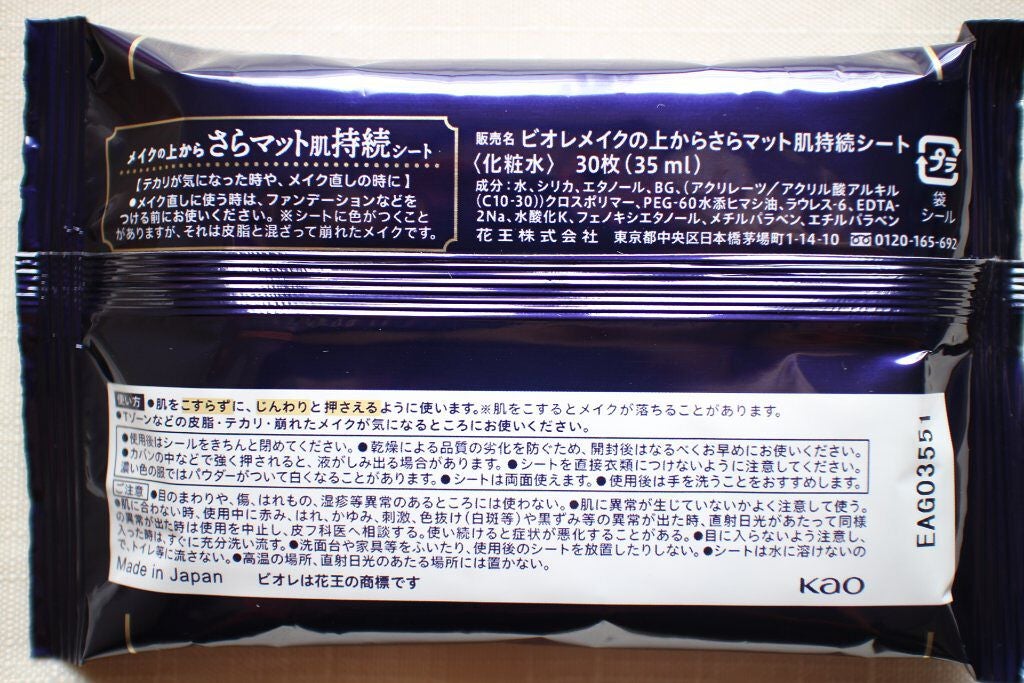 メイクの上から さらマット肌持続シート
【テカリが気になった時や、メイク直しの時に】
●メイク直しに使う時は、ファンデーションなどを
つける前にお使いください。※シートに色がつくこと
がありますが、それは皮脂と混ざって崩れたメイクです。
販売名 ビオレメイクの上からさらマット肌持続シート
〈化粧水〉 30枚(35ml)
成分:水、シリカ、エタノール、BG、(アクリレーツ/アクリル酸アルキル
(C10-30))クロスポリマー、PEG-60水添ヒマシ油、ラウレス-6、EDTA-
2Na、水酸化K、フェノキシエタノール、メチルパラベン、エチルパラベン
花王株式会社 東京都中央区日本橋茅場町1-14-10 0120-165-692
プラ
袋
シール
使い方 ●肌をこすらずに、じんわりと押さえるように使います。※肌をこするとメイクが落ちることがあります。
●Tゾーンなどの皮脂・テカリ・崩れたメイクが気になるところにお使いください。
●使用後はシールをきちんと閉めてください。●乾燥による品質の劣化を防ぐため、開封後はなるべくお早めにお使いください。
●カバンの中などで強く押されると、液がしみ出る場合があります。●シートを直接衣類につけないように注意してください。
濃い色の服ではパウダーがついて白くなることがあります。●シートは両面使えます。●使用後は手を洗うことをおすすめします。
ご注意 ●目のまわりや、傷、はれもの、湿疹等異常のあるところには使わない。●肌に異常が生じていないかよく注意して使う。
●肌に合わない時、使用中に赤み、はれ、かゆみ、刺激、色抜け(白斑等)や黒ずみ等の異常が出た時、直射日光があたって同様
の異常が出た時は使用を中止し、皮フ科医へ相談する。使い続けると症状が悪化することがある。●目に入らないよう注意し、
入った時は、すぐに充分洗い流す。●洗面台や家具等をふいたり、使用後のシートを放置したりしない。●シートは水に溶けないの
で、トイレ等に流さない。●高温の場所、直射日光のあたる場所には置かない。
Made in Japan ビオレは花王の商標です
Kao
EAG03551